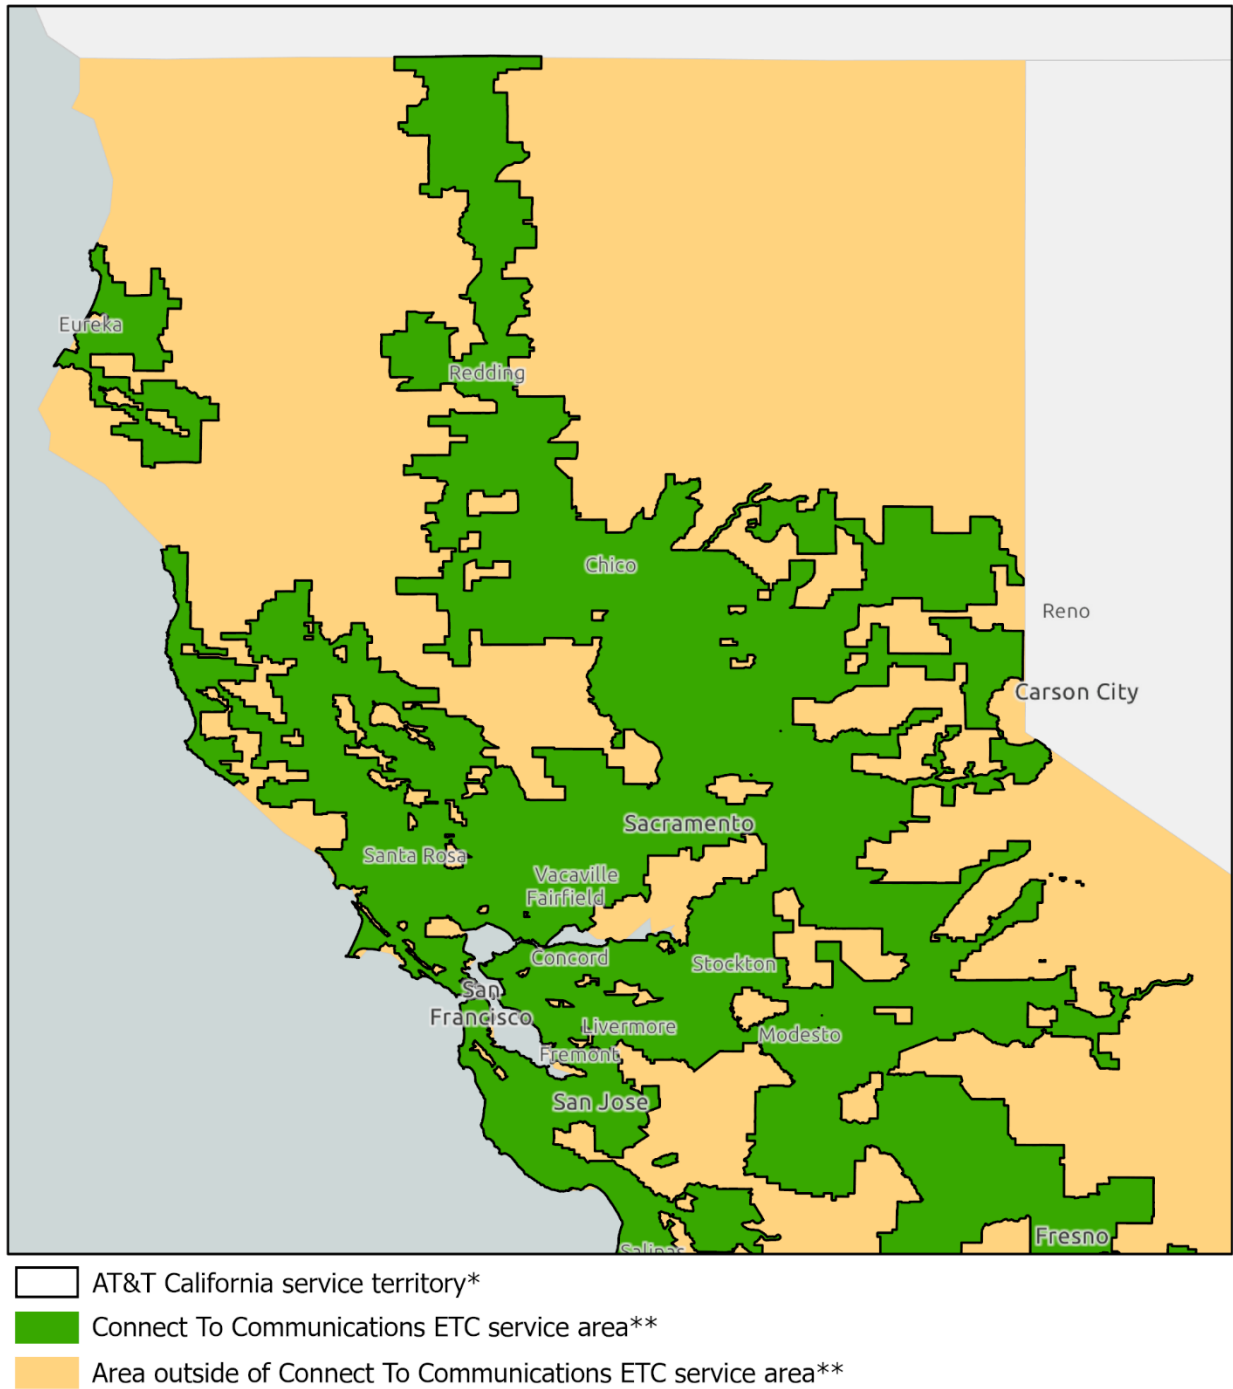 Eureka
Redding
Chico
Reno
Carson City
Sacramento
Santa Rosa
Vacaville
Fairfield
Concord
Stockton
San
Francisco
Livermore
Modesto
Fremont
San Jose
Fresno
Salinas
AT&T California service territory*
Connect To Communications ETC service area**
Area outside of Connect To Communications ETC service area**